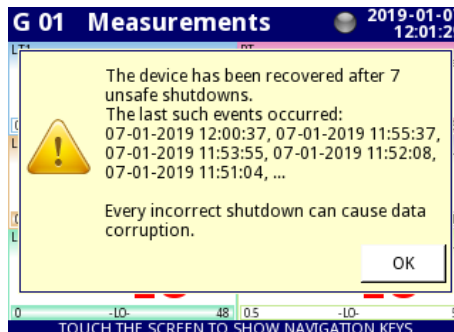 G 01 Measurements
2019-01-0
12:01:2
The device has been recovered after 7
unsafe shutdowns.
The last such events occurred:
07-01-2019 12:00:37, 07-01-2019 11:55:37,
07-01-2019 11:53:55, 07-01-2019 11:52:08,
07-01-2019 11:51:04, ...
Every incorrect shutdown can cause data
corruption.
OK
0 -LO- 48 0.5 -LO-
TOUCH THE SCREEN TO SHOW NAVIGATION KEYS